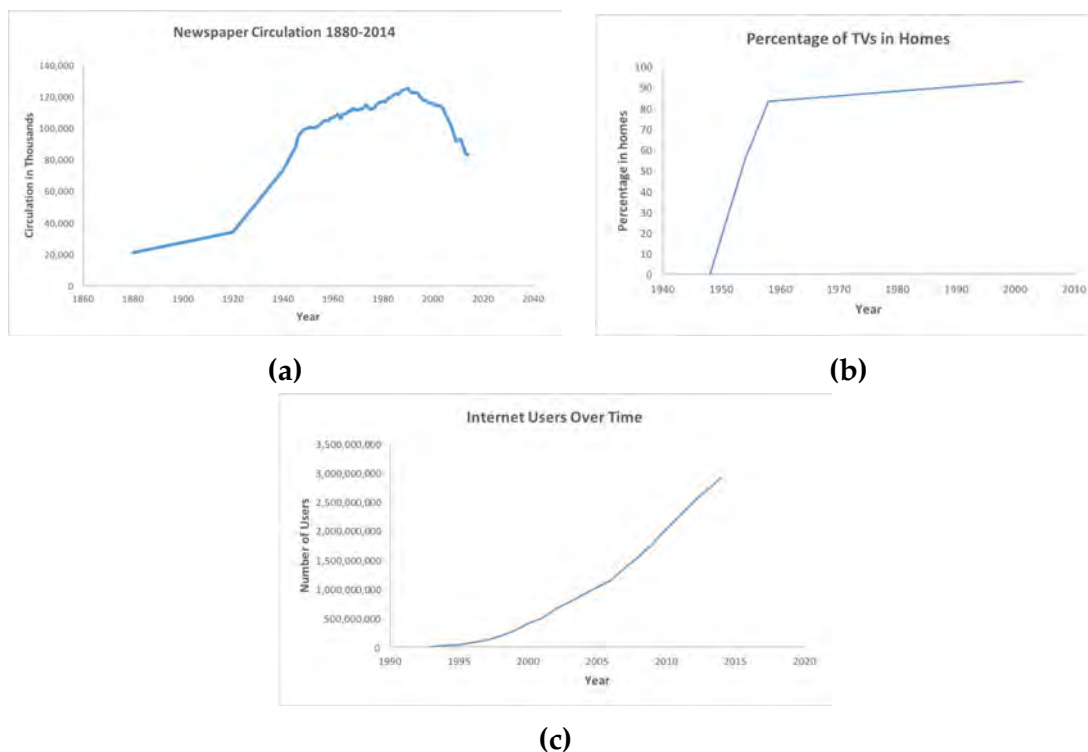 Newspaper Circulation 1880-2014
140,000
120,000
100,000
80,000
60,000
40,000
20,000
0
Circulation in Thousands
1860 1880 1900 1920 1940 1960 1980 2000 2020 2040
Year
(a)
Percentage of TVs in Homes
100
90
80
70
60
50
40
30
20
10
0
Percentage in homes
1940 1950 1960 1970 1980 1990 2000 2010
Year
(b)
Internet Users Over Time
3,500,000,000
3,000,000,000
2,500,000,000
2,000,000,000
1,500,000,000
1,000,000,000
500,000,000
0
Number of Users
1990 1995 2000 2005 2010 2015 2020
Year
(c)